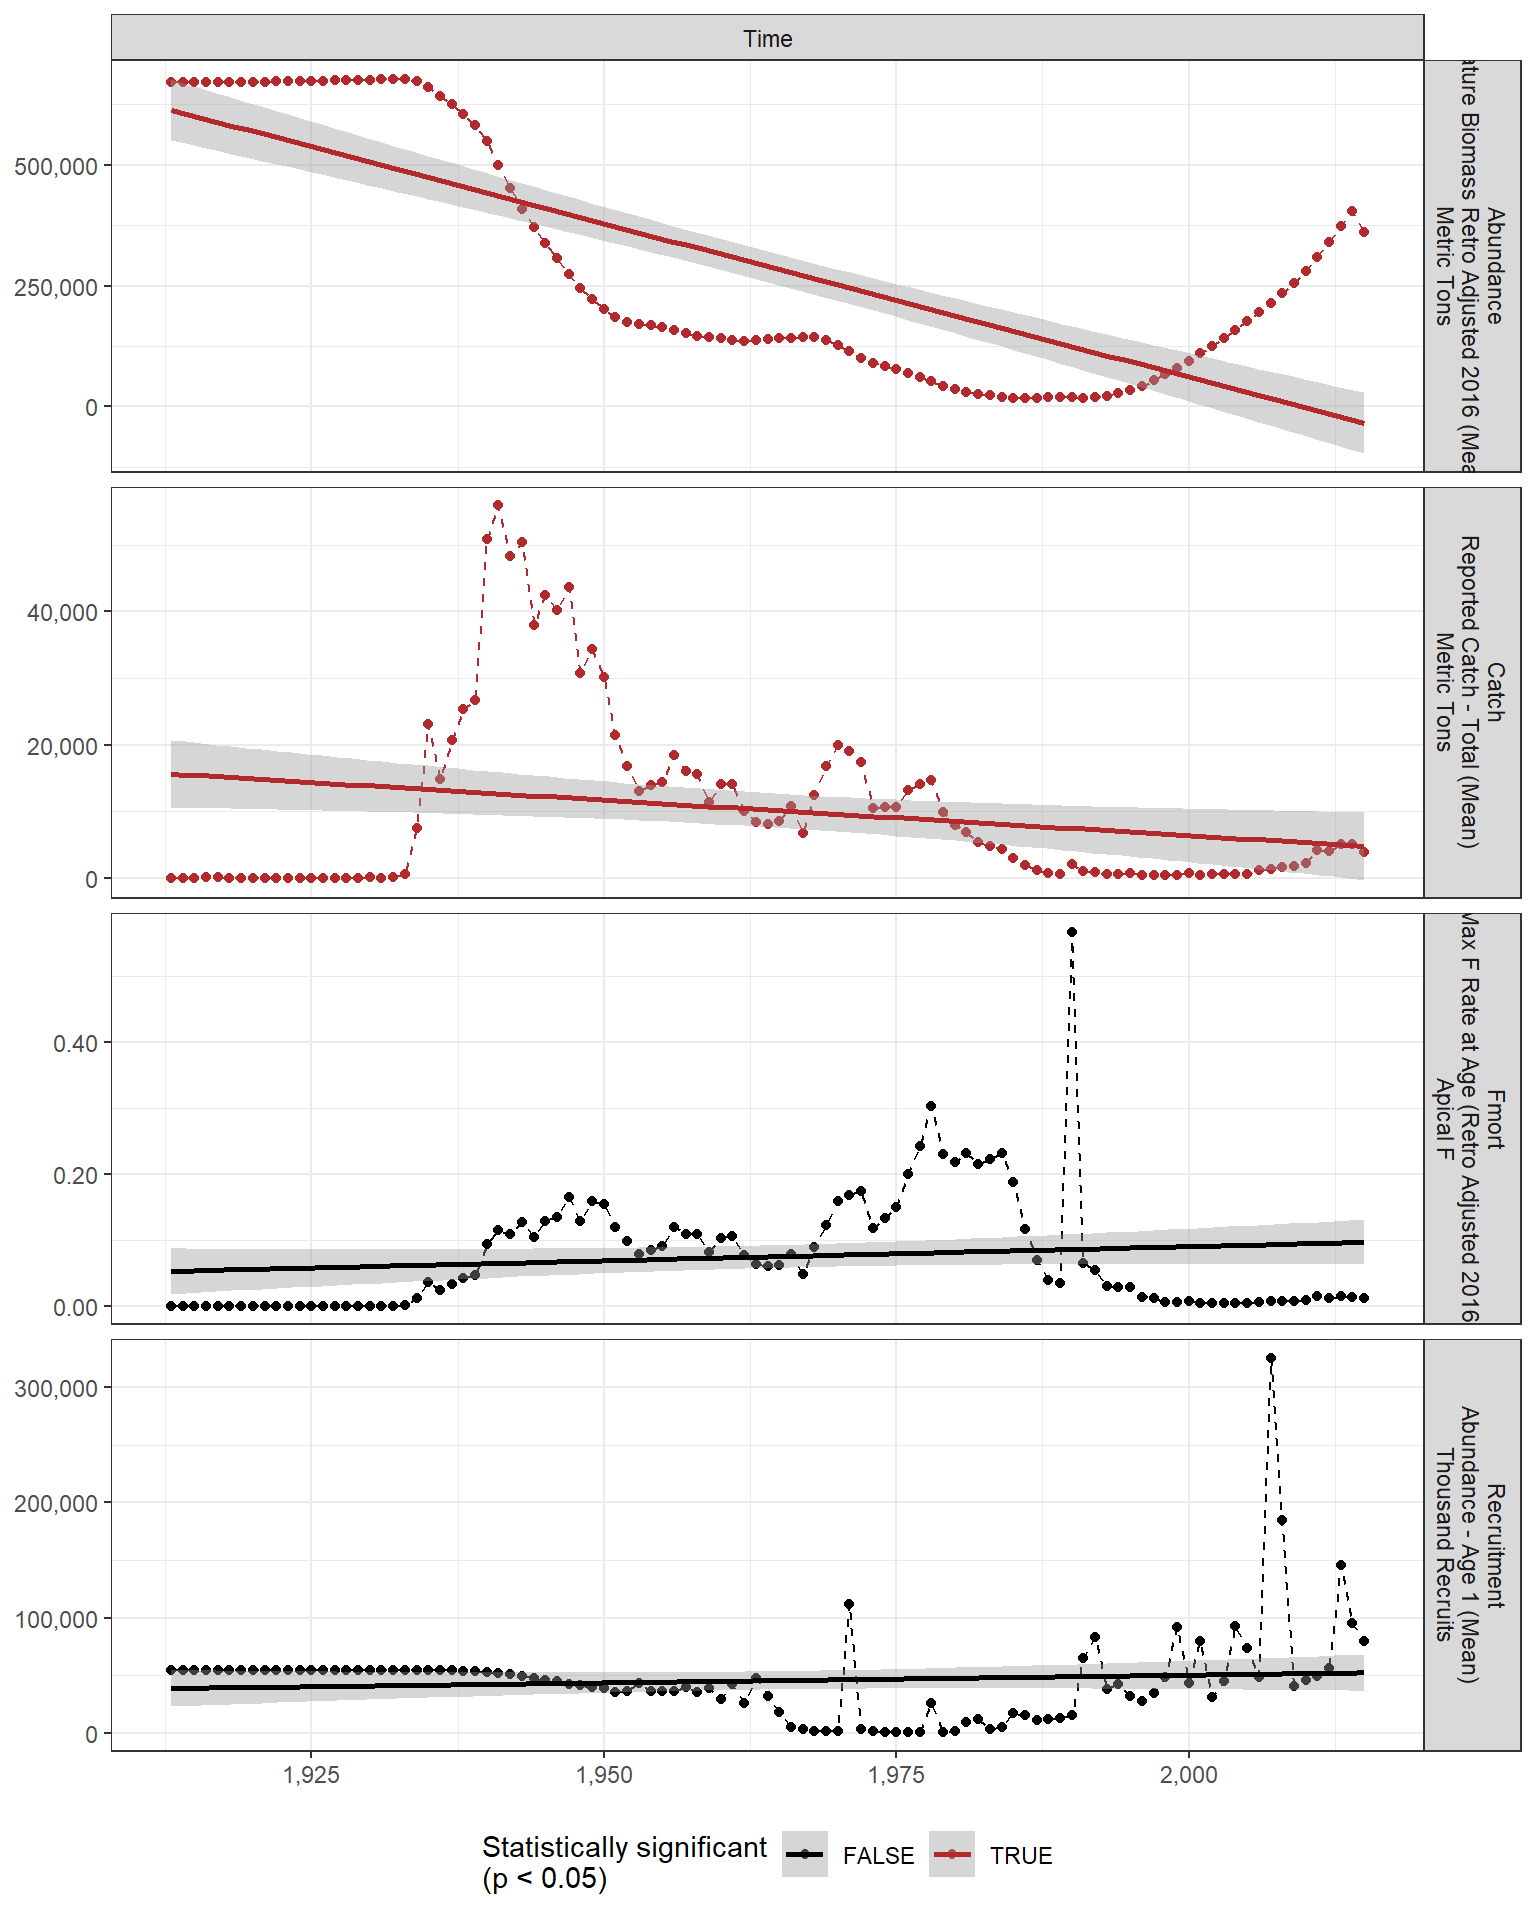 Time
500,000
250,000
0
Abundance
Biomass Retro Adjusted 2016
Metric Tons
40,000
20,000
0
Catch
Reported Catch - Total (Mean)
Metric Tons
0.40
0.20
0.00
Fmort
Max F Rate at Age (Retro Adjusted 2016
Apical F
300,000
200,000
100,000
0
Recruitment
Abundance - Age 1 (Mean)
Thousand Recruits
1,925 1,950 1,975 2,000
Statistically significant
(p < 0.05)
FALSE TRUE